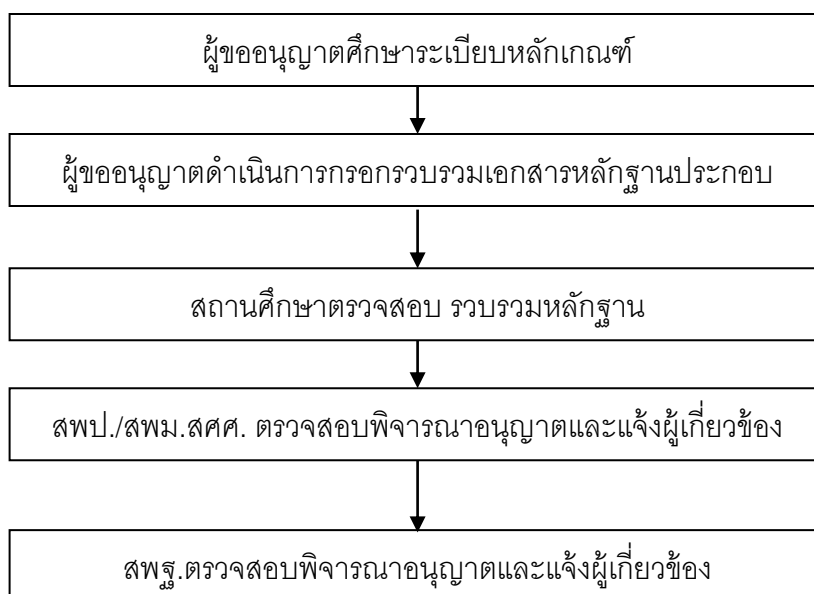 ผู้ขออนุญาตศึกษาระเบียบหลักเกณฑ์
ผู้ขออนุญาตดำเนินการกรอกรวบรวมเอกสารหลักฐานประกอบ
สถานศึกษาตรวจสอบ รวบรวมหลักฐาน
สพป./สพม.สศศ. ตรวจสอบพิจารณาอนุญาตและแจ้งผู้เกี่ยวข้อง
สพฐ.ตรวจสอบพิจารณาอนุญาตและแจ้งผู้เกี่ยวข้อง